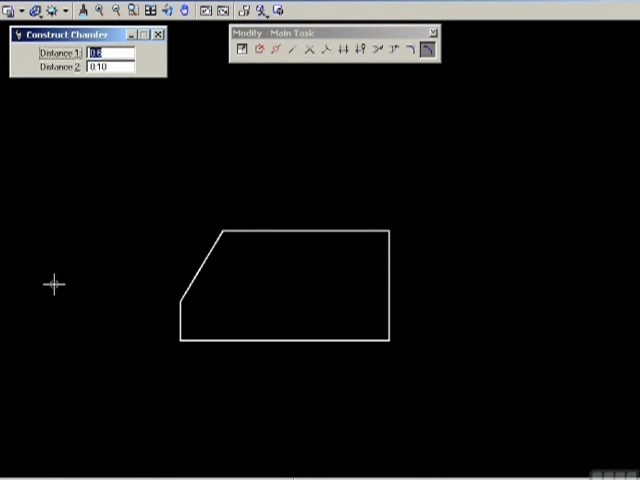 Construct Chamfer
Modify Main Task
Distance 1:
Distance 2: 0.10